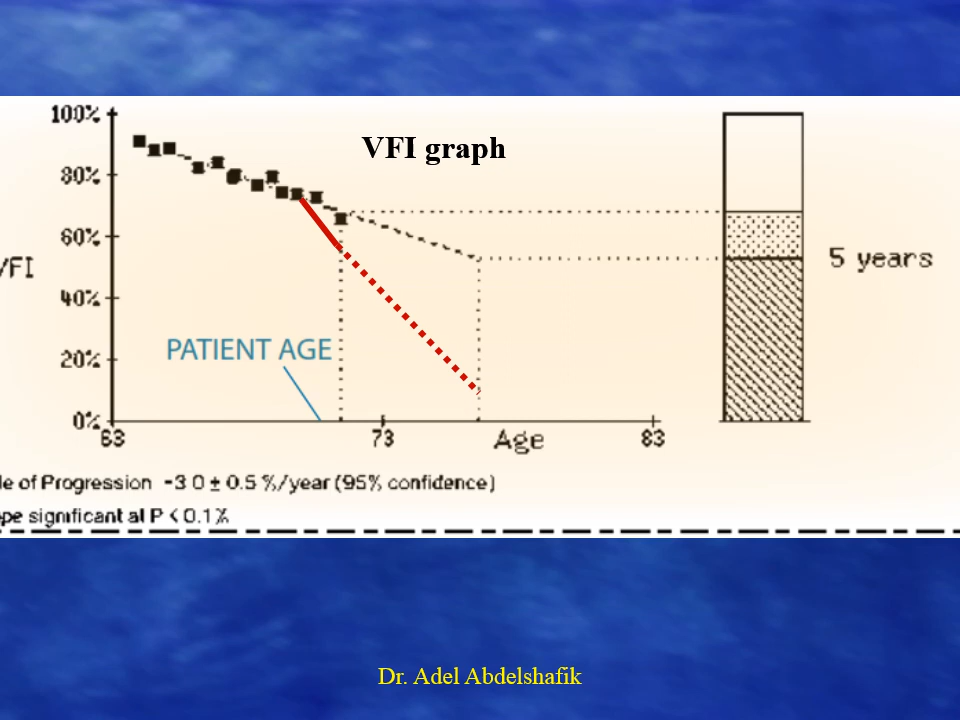 VFI graph
100%
80%
60%
40%
20%
0%
VFI
PATIENT AGE
63
73
Age
83
5 years
le of Progression -3 0 ± 0.5 %/year (95% confidence)
pe significant at P < 0.1%
Dr. Adel Abdelshafik